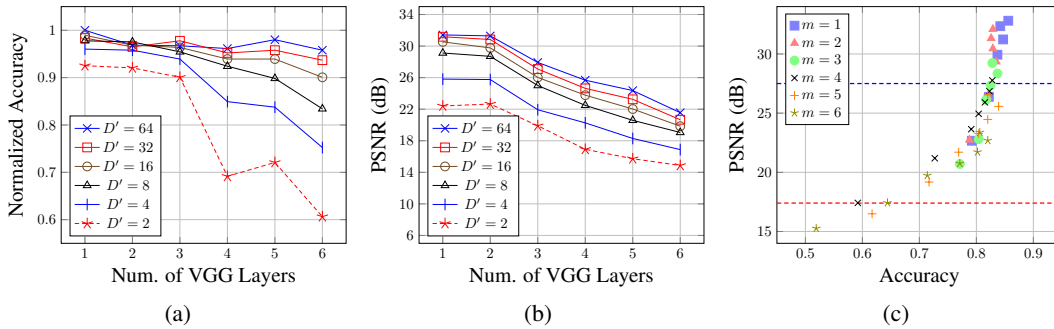 1
0.9
0.8
0.7
0.6
Normalized Accuracy
D′ = 64
D′ = 32
D′ = 16
D′ = 8
D′ = 4
D′ = 2
1 2 3 4 5 6
Num. of VGG Layers
(a)
34
30
26
22
18
14
10
6
PSNR (dB)
D′ = 64
D′ = 32
D′ = 16
D′ = 8
D′ = 4
D′ = 2
1 2 3 4 5 6
Num. of VGG Layers
(b)
30
25
20
15
PSNR (dB)
m = 1
m = 2
m = 3
m = 4
m = 5
m = 6
0.5 0.6 0.7 0.8 0.9
Accuracy
(c)